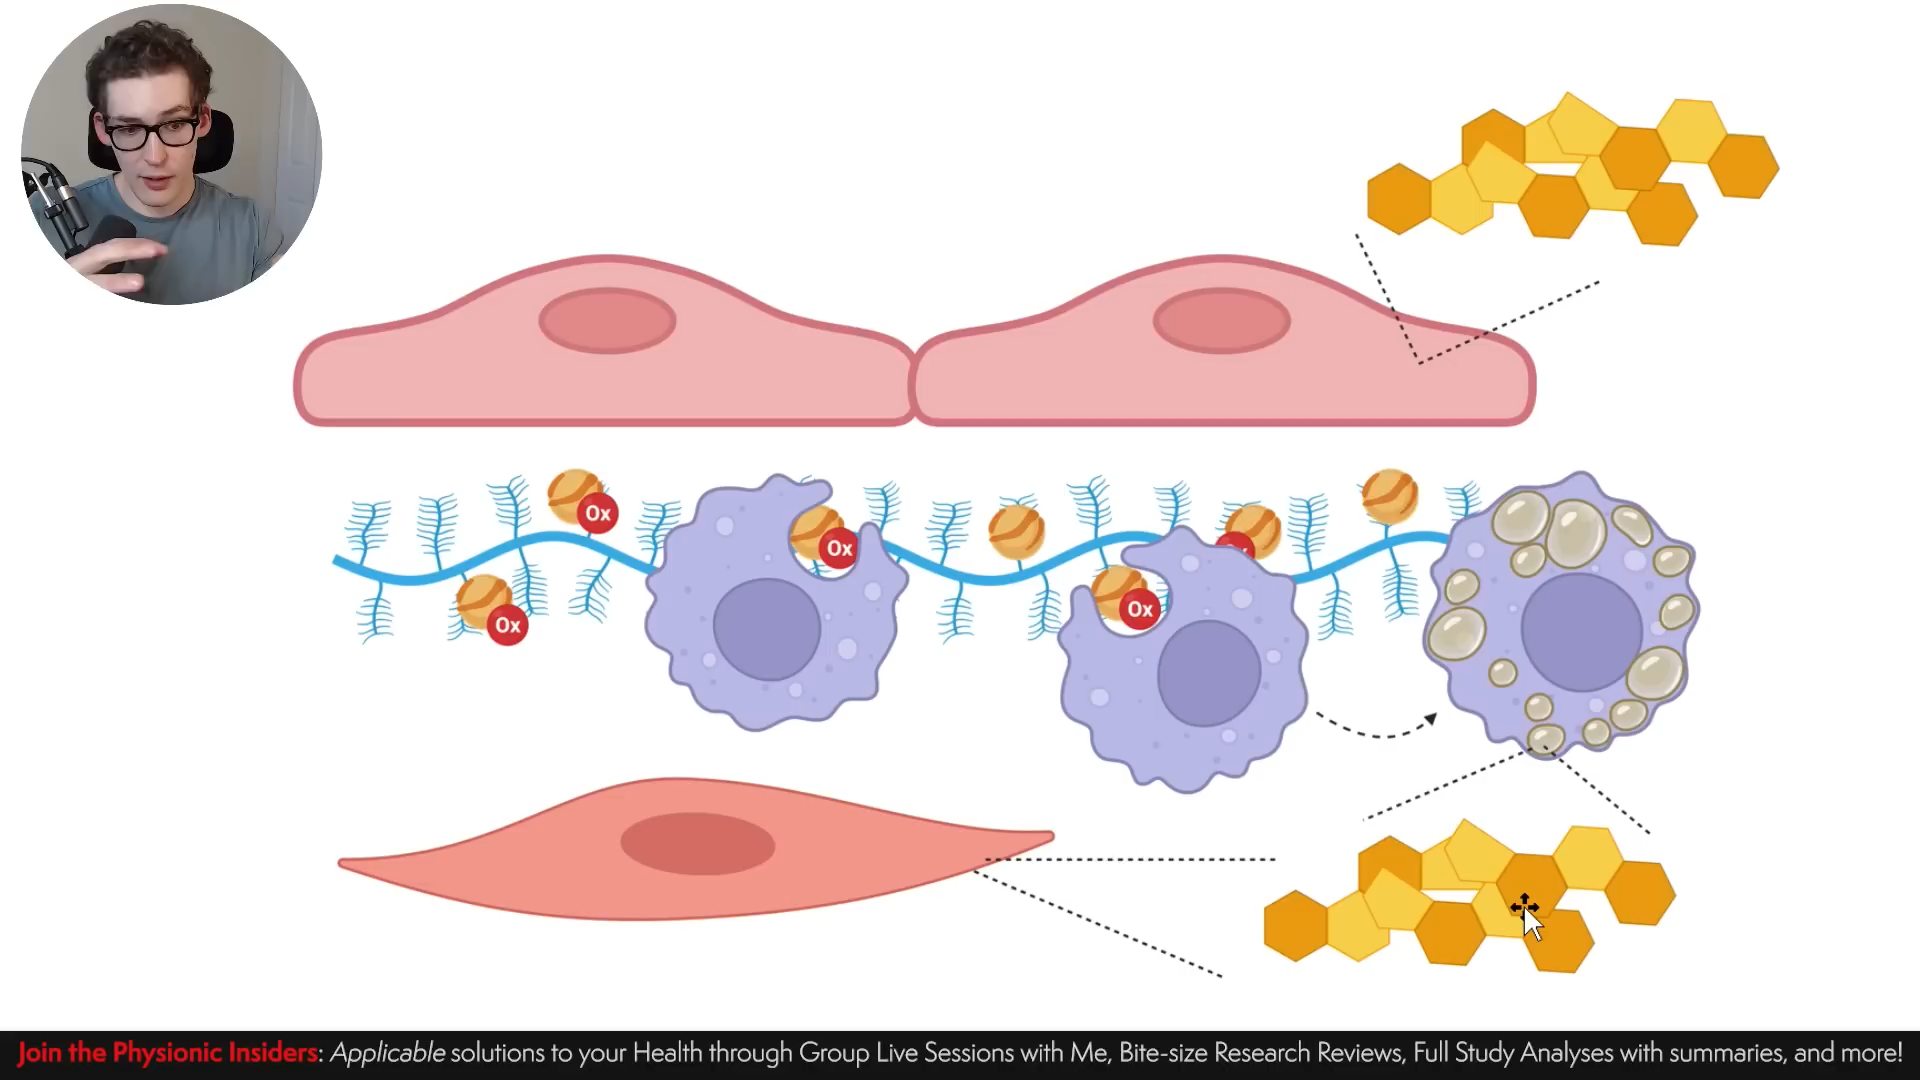 Ox
Ox
Ox
Ox
Join the Physionic Insiders: Applicable solutions to your Health through Group Live Sessions with Me, Bite-size Research Reviews, Full Study Analyses with summaries, and more!